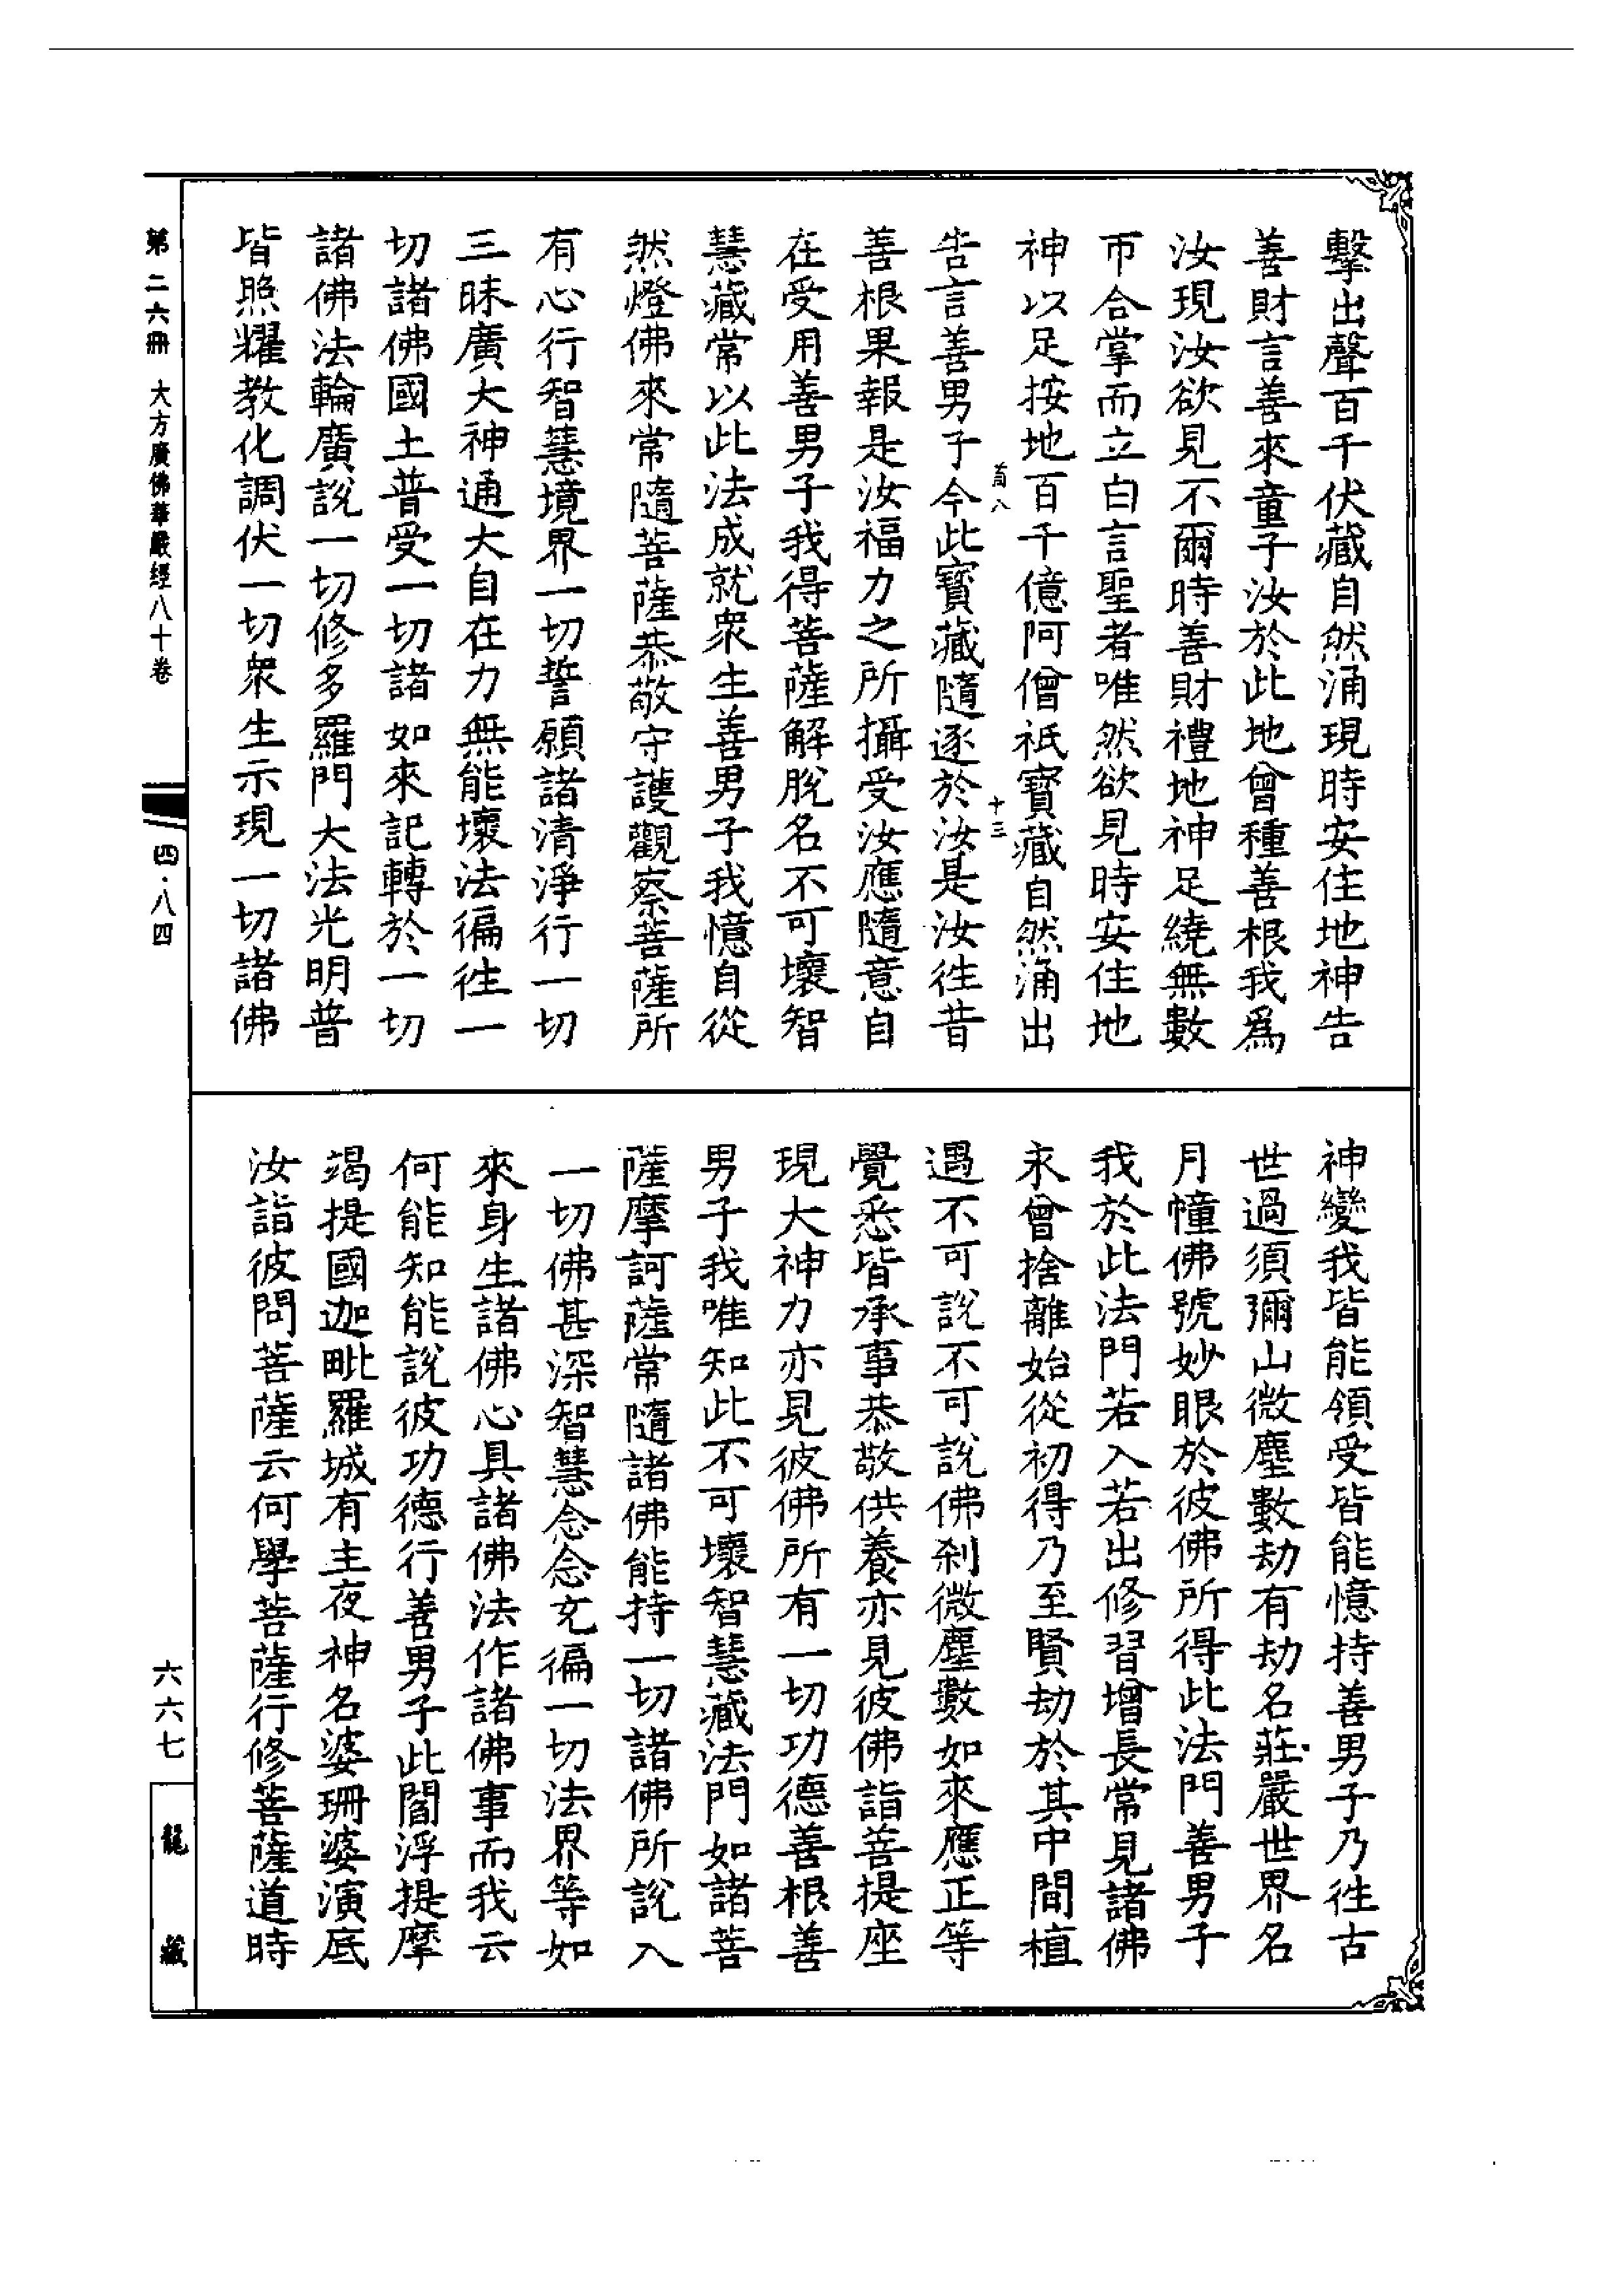 擊出聲百千伏藏自然涌現時安住地神告
善財言善來童子汝於此地曾種善根我爲
汝現汝欲見不爾時善財禮地神足繞無數
帀合掌而立白言聖者唯然欲見時安住地
神以足按地百千億阿僧祇寶藏自然涌出
首八 十三
告言善男子今此寶藏隨逐於汝是汝徃昔
善根果報是汝福力之所攝受汝應隨意自
在受用善男子我得菩薩解脫名不可壞智
慧藏常以此法成就衆生善男子我憶自從
然燈佛來常隨菩薩恭敬守護觀察菩薩所
有心行智慧境界一切誓願諸清淨行一切
三昧廣大神通大自在力無能壞法徧徃一
切諸佛國土普受一切諸如來記轉於一切
諸佛法輪廣說一切修多羅門大法光明普
皆照耀教化調伏一切衆生示現一切諸佛
神變我皆能領受皆能憶持善男子乃徃古
世過須彌山微塵數劫有劫名莊嚴世界名
月幢佛號妙眼於彼佛所得此法門善男子
我於此法門若入若出修習增長常見諸佛
未曾捨離始從初得乃至賢劫於其中間植
遇不可說不可說佛刹微塵數如來應正等
覺悉皆承事恭敬供養亦見彼佛詣菩提座
現大神力亦見彼佛所有一切功德善根善
男子我唯知此不可壞智慧藏法門如諸菩
薩摩訶薩常隨諸佛能持一切諸佛所說入
一切佛甚深智慧念念充徧一切法界等如
來身生諸佛心具諸佛法作諸佛事而我云
何能知能說彼功德行善男子此閻浮提摩
竭提國迦毗羅城有主夜神名婆珊婆演底
汝詣彼問菩薩云何學菩薩行修菩薩道時
第二六冊 大方廣佛華嚴經八十卷 四·八四
六六七
龍藏